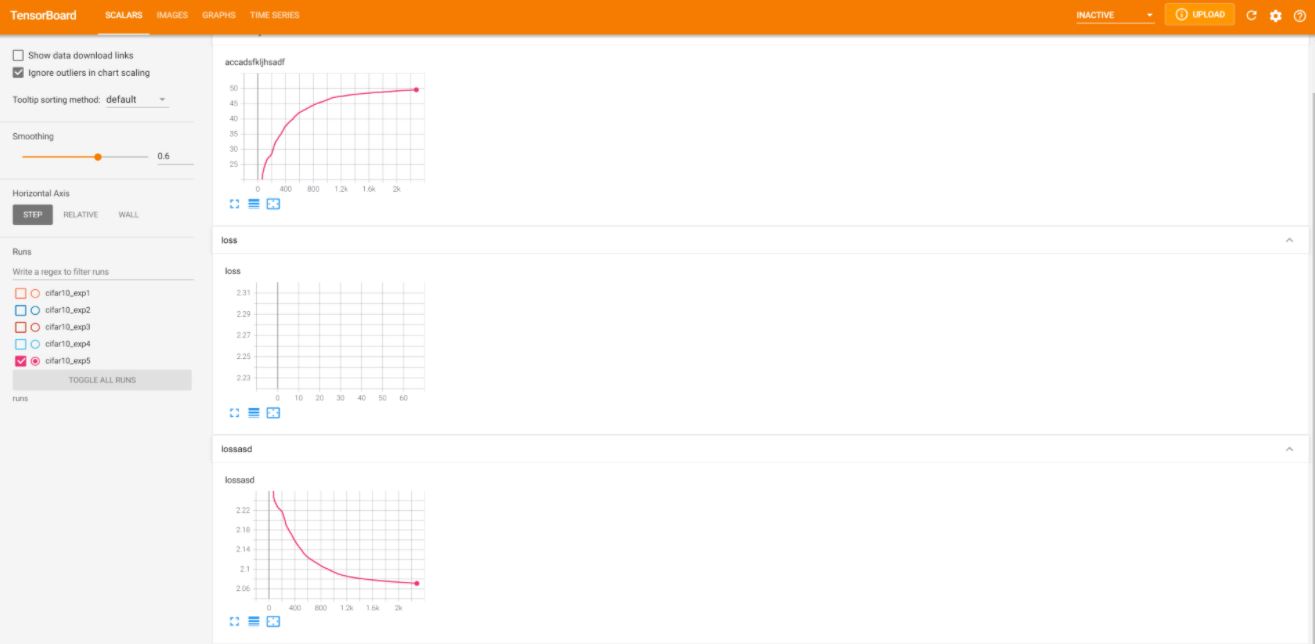 TensorBoard SCALARS IMAGES GRAPHS TIME SERIES INACTIVE UPLOAD
Show data download links
Ignore outliers in chart scaling
Tooltip sorting method: default
Smoothing
0.6
Horizontal Axis
STEP RELATIVE WALL
Runs
Write a regex to filter runs
cifar10_exp1
cifar10_exp2
cifar10_exp3
cifar10_exp4
cifar10_exp5
TOGGLE ALL RUNS
runs
accadsfkljhsadf
50
45
40
35
30
25
0 400 800 1.2k 1.6k 2k
loss
loss
2.31
2.29
2.27
2.25
2.23
0 10 20 30 40 50 60
lossasd
lossasd
2.22
2.18
2.14
2.1
2.06
0 400 800 1.2k 1.6k 2k